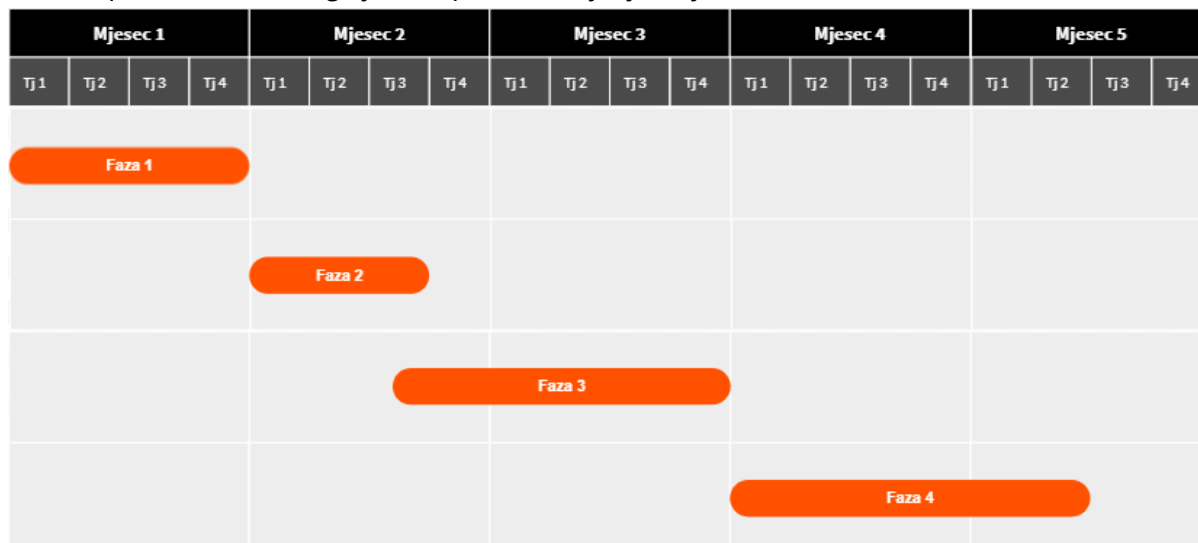 Mjesec 1 Mjesec 2 Mjesec 3 Mjesec 4 Mjesec 5
Tj 1 Tj 2 Tj 3 Tj 4 Tj 1 Tj 2 Tj 3 Tj 4 Tj 1 Tj 2 Tj 3 Tj 4 Tj 1 Tj 2 Tj 3 Tj 4 Tj 1 Tj 2 Tj 3 Tj 4
Faza 1
Faza 2
Faza 3
Faza 4